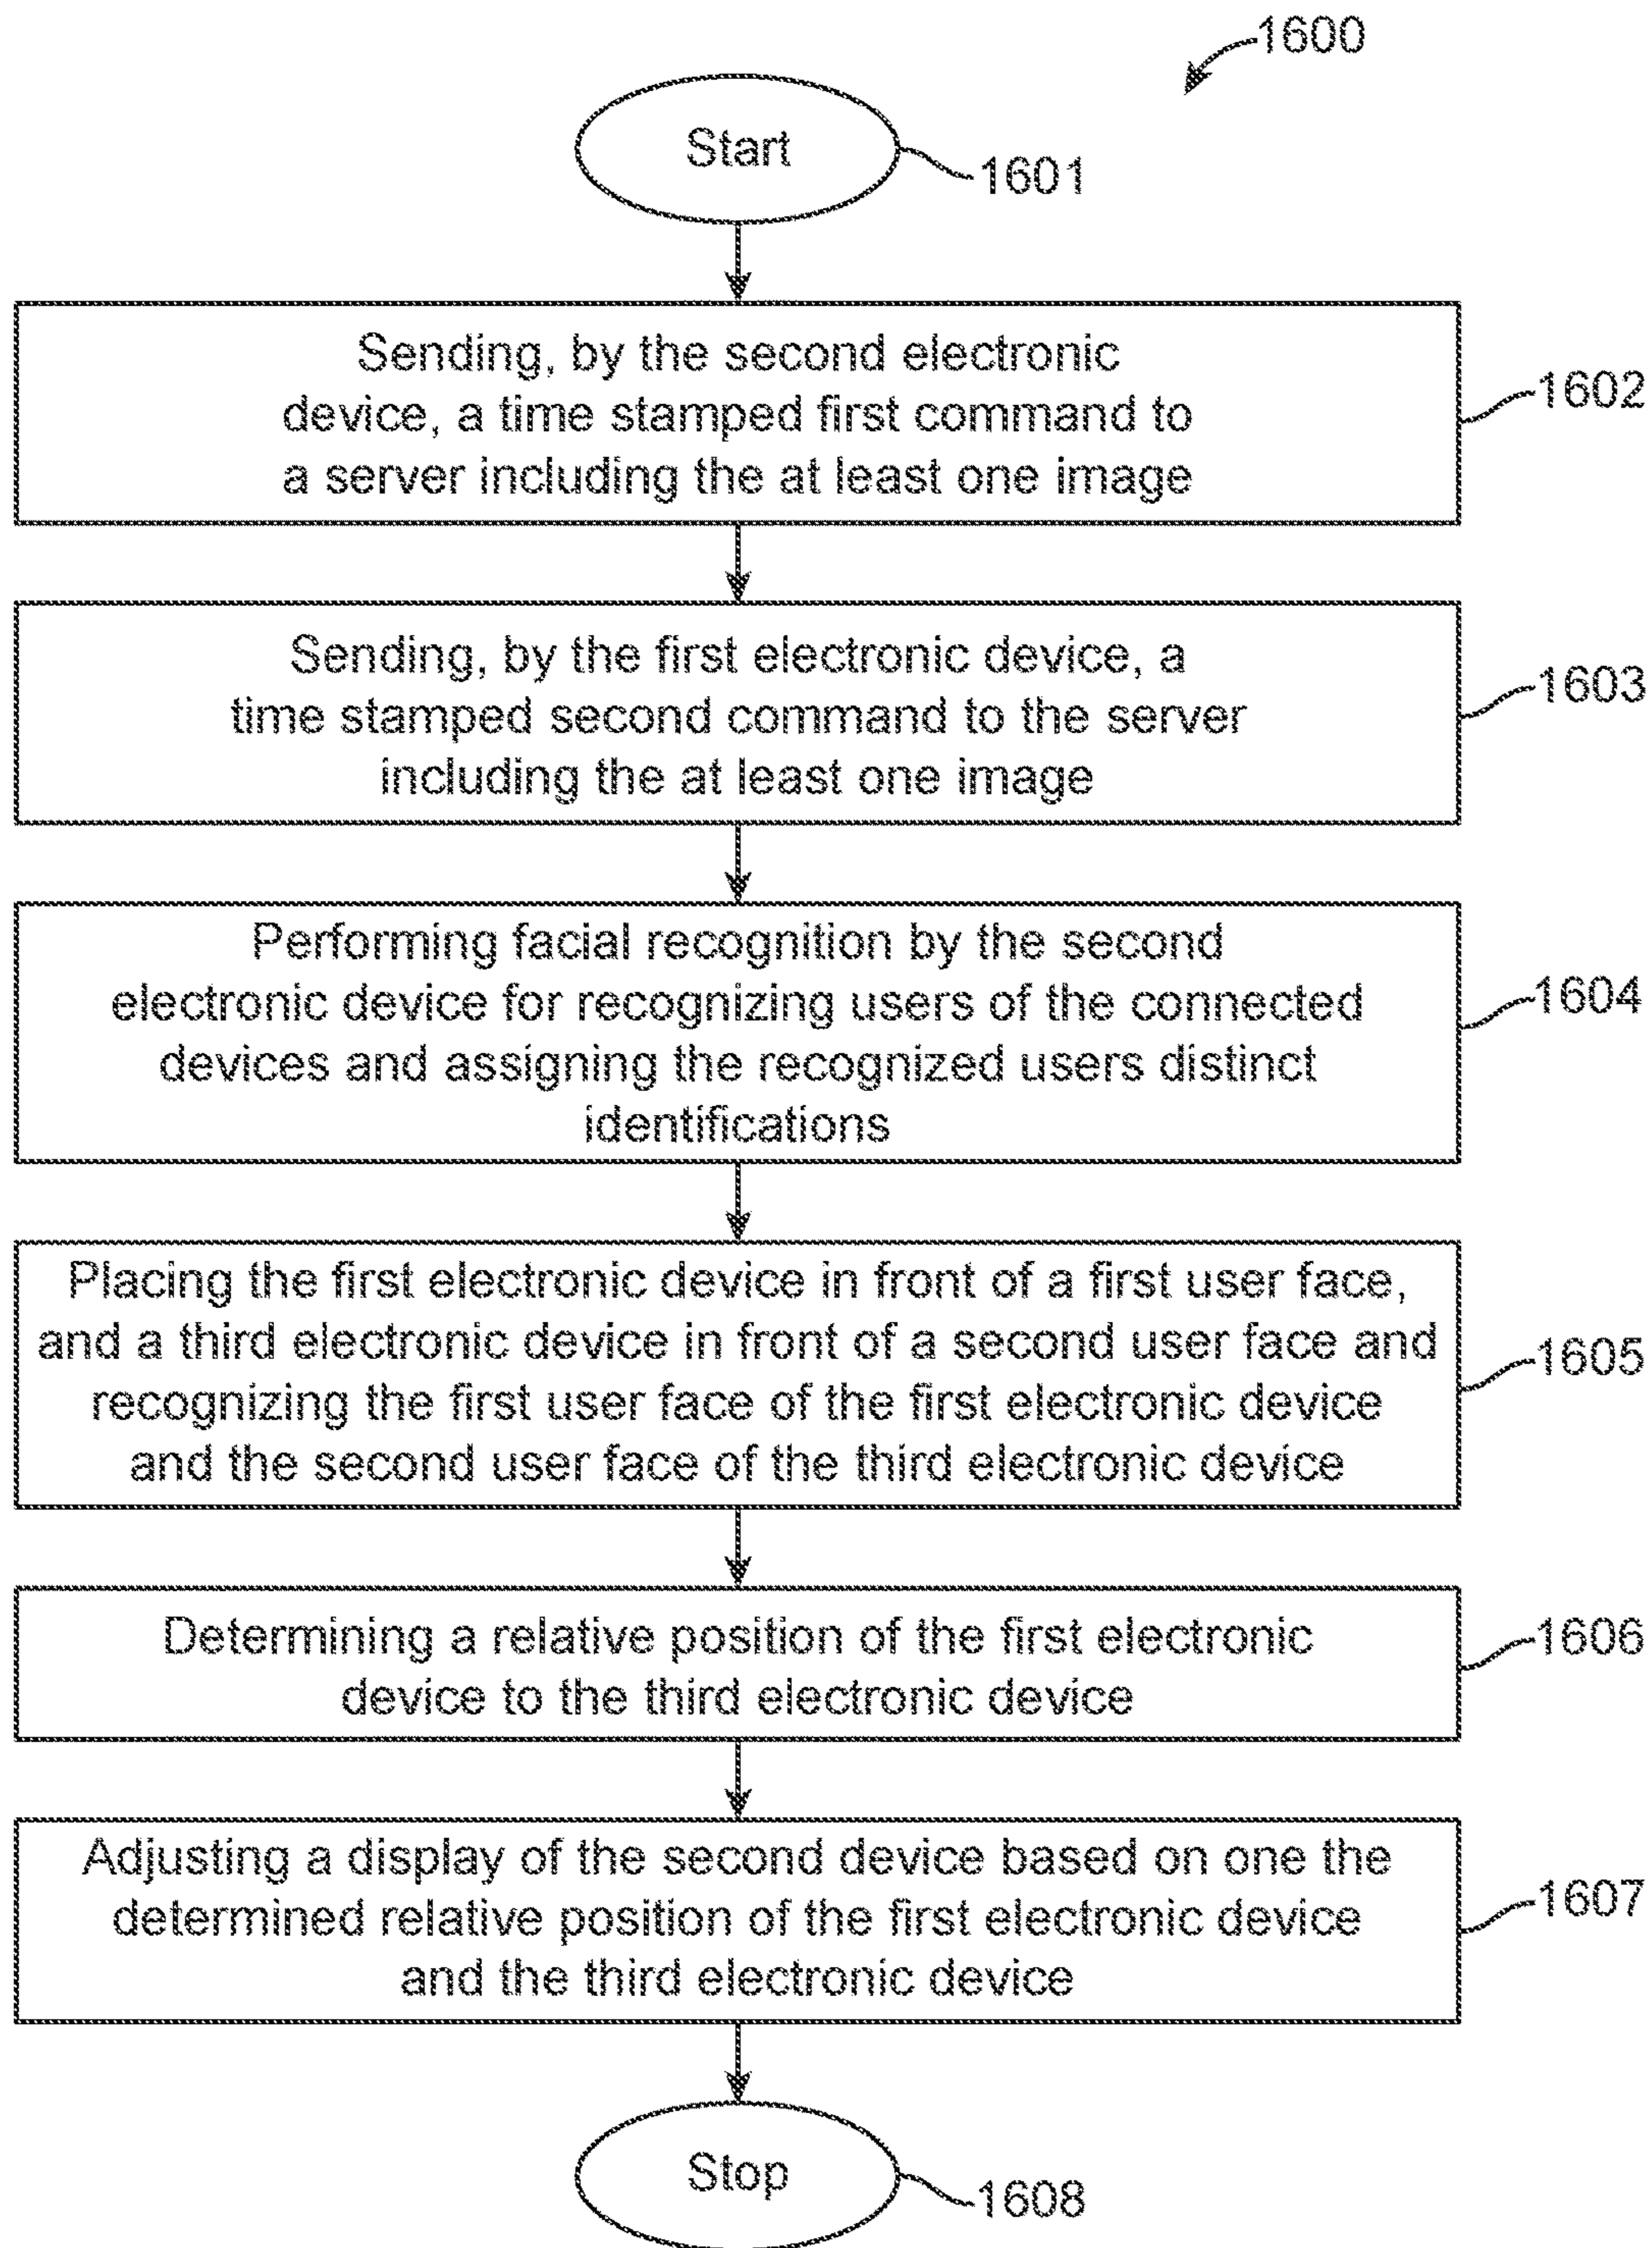 1600
Start
1601
Sending, by the second electronic
device, a time stamped first command to
a server including the at least one image
1602
Sending, by the first electronic device, a
time stamped second command to the server
including the at least one image
1603
Performing facial recognition by the second
electronic device for recognizing users of the connected
devices and assigning the recognized users distinct
identifications
1604
Placing the first electronic device in front of a first user face,
and a third electronic device in front of a second user face and
recognizing the first user face of the first electronic device
and the second user face of the third electronic device
1605
Determining a relative position of the first electronic
device to the third electronic device
1606
Adjusting a display of the second device based on one the
determined relative position of the first electronic device
and the third electronic device
1607
Stop
1608